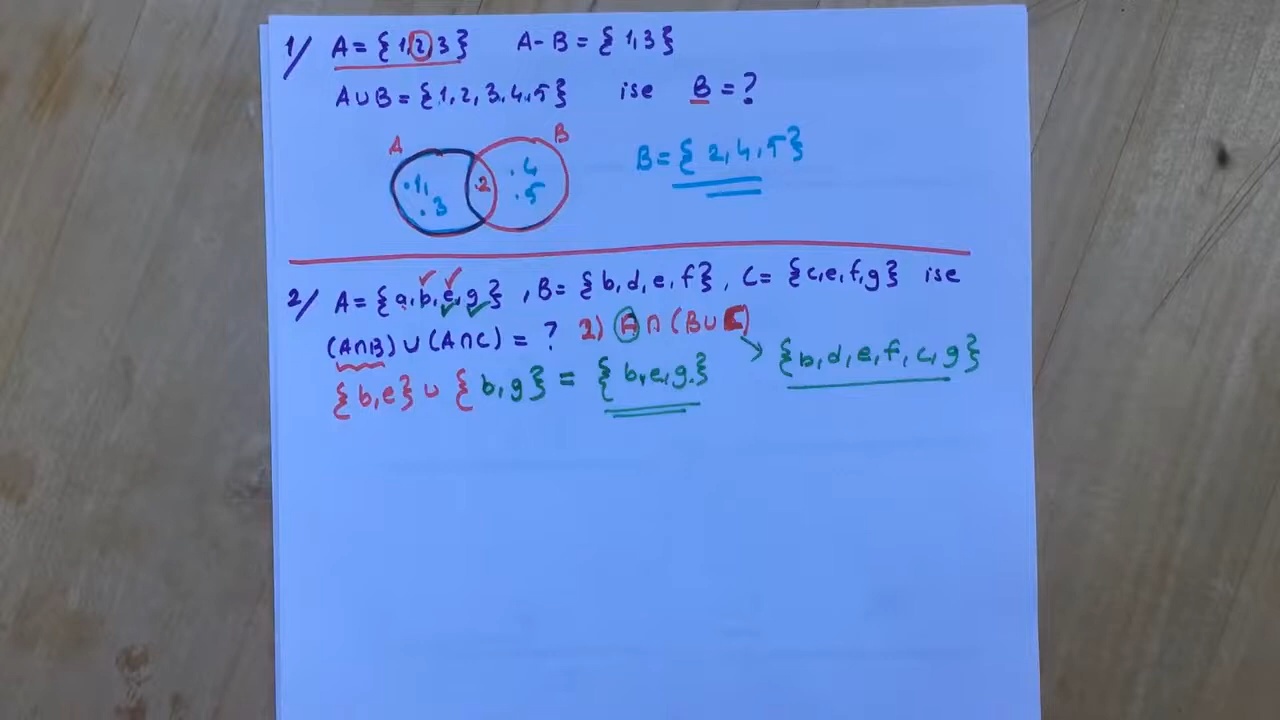 1/ A = { 1, 2, 3 } A - B = { 1, 3 }
A ∪ B = { 1, 2, 3, 4, 5 } ise B = ?
A B
.1, .2 .4
.3 .5
B = { 2, 4, 5 }
2/ A = { a, b, e, g } , B = { b, d, e, f } , C = { c, e, f, g } ise
(A∩B) ∪ (A∩C) = ? 2) A ∩ (B ∪ C)
{ b, e } ∪ { b, g } = { b, e, g. } { b, d, e, f, c, g }